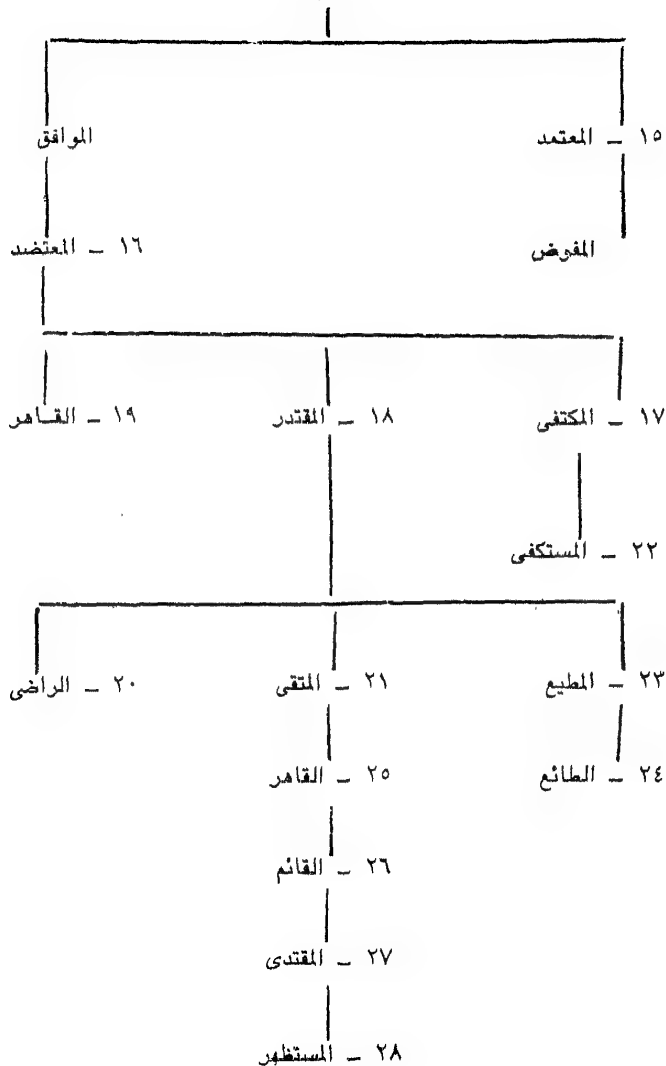 ١٥ – المعتمد الموافق
المفوض ١٦ – المعتضد
١٧ – المكتفى ١٨ – المقتدر ١٩ – القاهر
٢٢ – المستكفى
٢٣ – المطيع ٢١ – المتقى ٢٠ – الراضى
٢٤ – الطائع ٢٥ – القاهر
٢٦ – القائم
٢٧ – المقتدى
٢٨ – المستظهر